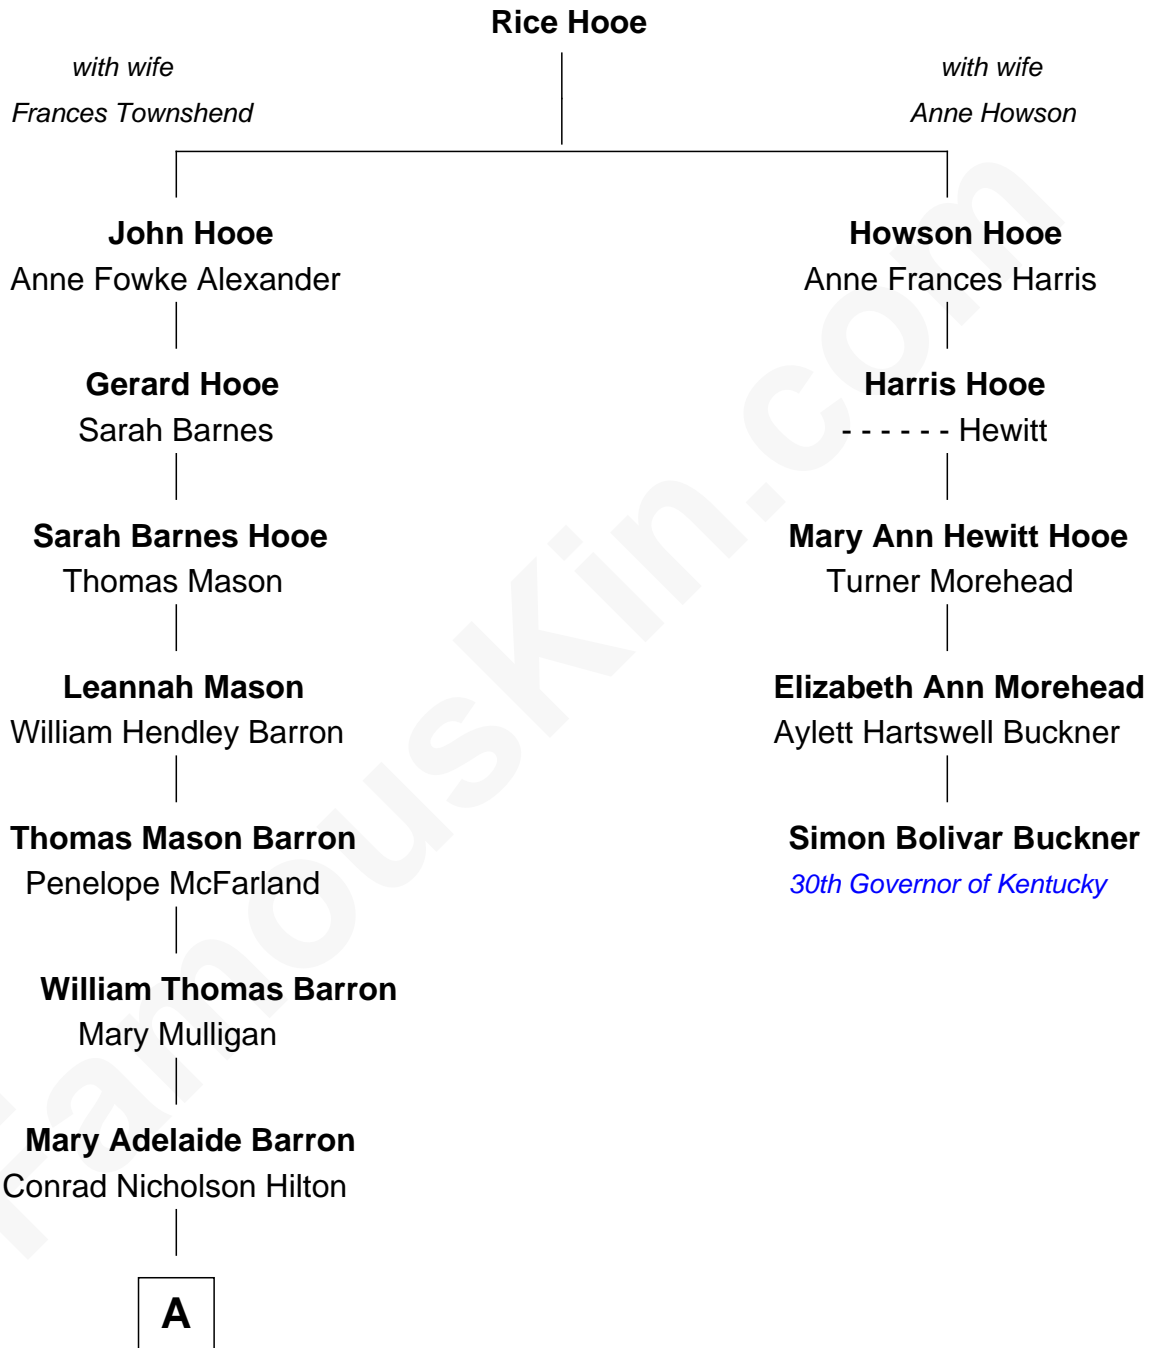 Rice Hooe
with wife
Frances Townshend
with wife
Anne Howson
John Hooe
Anne Fowke Alexander
Howson Hooe
Anne Frances Harris
Gerard Hooe
Sarah Barnes
Harris Hooe
- - - - - - Hewitt
Sarah Barnes Hooe
Thomas Mason
Mary Ann Hewitt Hooe
Turner Morehead
Leannah Mason
William Hendley Barron
Elizabeth Ann Morehead
Aylett Hartswell Buckner
Thomas Mason Barron
Penelope McFarland
Simon Bolivar Buckner
30th Governor of Kentucky
William Thomas Barron
Mary Mulligan
Mary Adelaide Barron
Conrad Nicholson Hilton
A
FamousKin.com